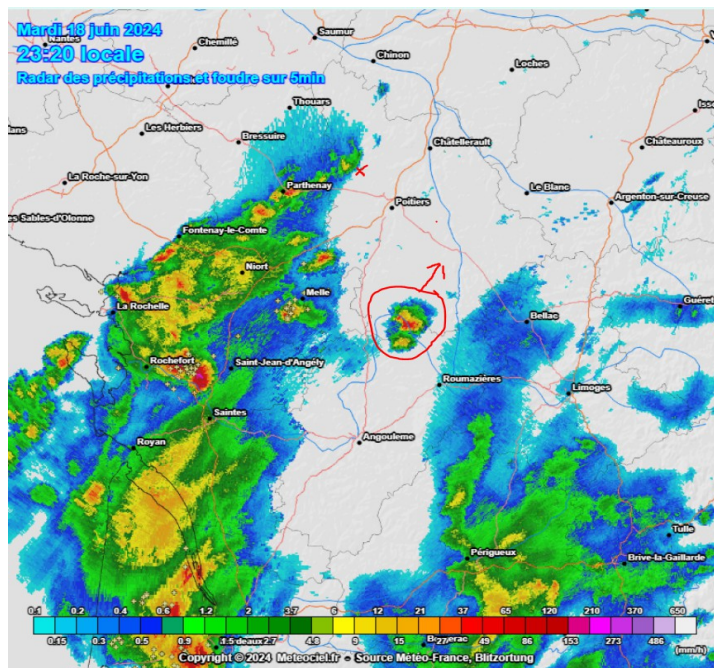 Mardi 18 juin 2024
23:20 locale
Radar des précipitations et foudre sur 5min
Nantes
Chemillé
Saumur
Chinon
Loches
Thouars
Les Herbiers
Bressuire
Châtellerault
Châteauroux
Issoudun
La Roche-sur-Yon
Parthenay
Poitiers
Le Blanc
Argenton-sur-Creuse
es Sables-d'Olonne
Fontenay-le-Comte
Niort
La Rochelle
Melle
Bellac
Guéret
Rochefort
Saint-Jean-d'Angély
Roumazières
Limoges
Saintes
Royan
Angouleme
Tulle
Périgueux
Brive-la-Gaillarde
0.1 0.2 0.4 0.6 1.2 2 3.7 6 12 21 37 65 120 210 370 650
0.15 0.3 0.5 0.9 1.5 2.7 4.8 9 15 27 49 86 153 273 486 (mm/h)
Copyright © 2024 Meteociel.fr - Source Météo-France, Blitzortung